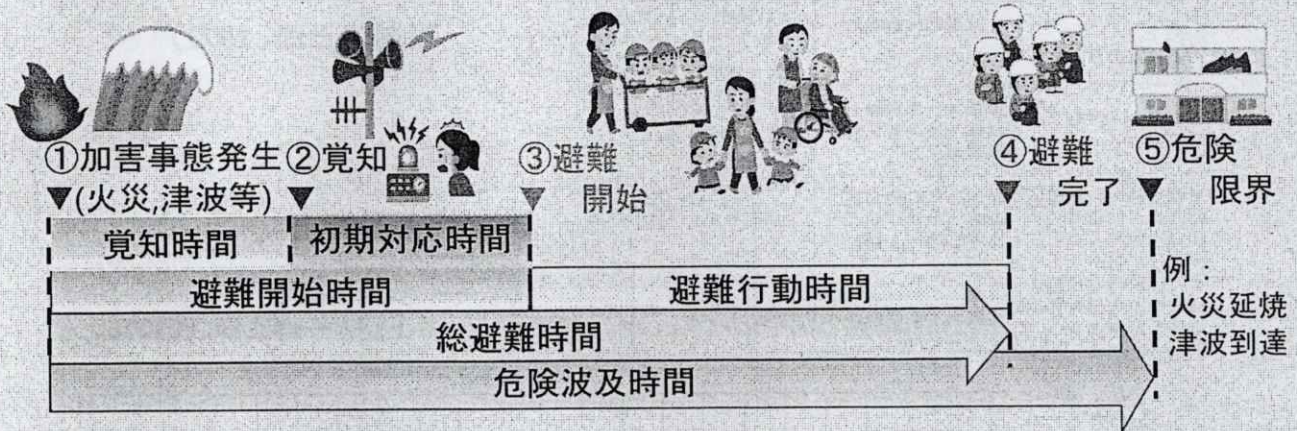 ①加害事態発生
▼(火災,津波等)
②覚知
▼
③避難
▼ 開始
④避難
▼ 完了
⑤危険
▼ 限界
覚知時間
初期対応時間
避難開始時間
避難行動時間
総避難時間
危険波及時間
例:
火災延焼
津波到達